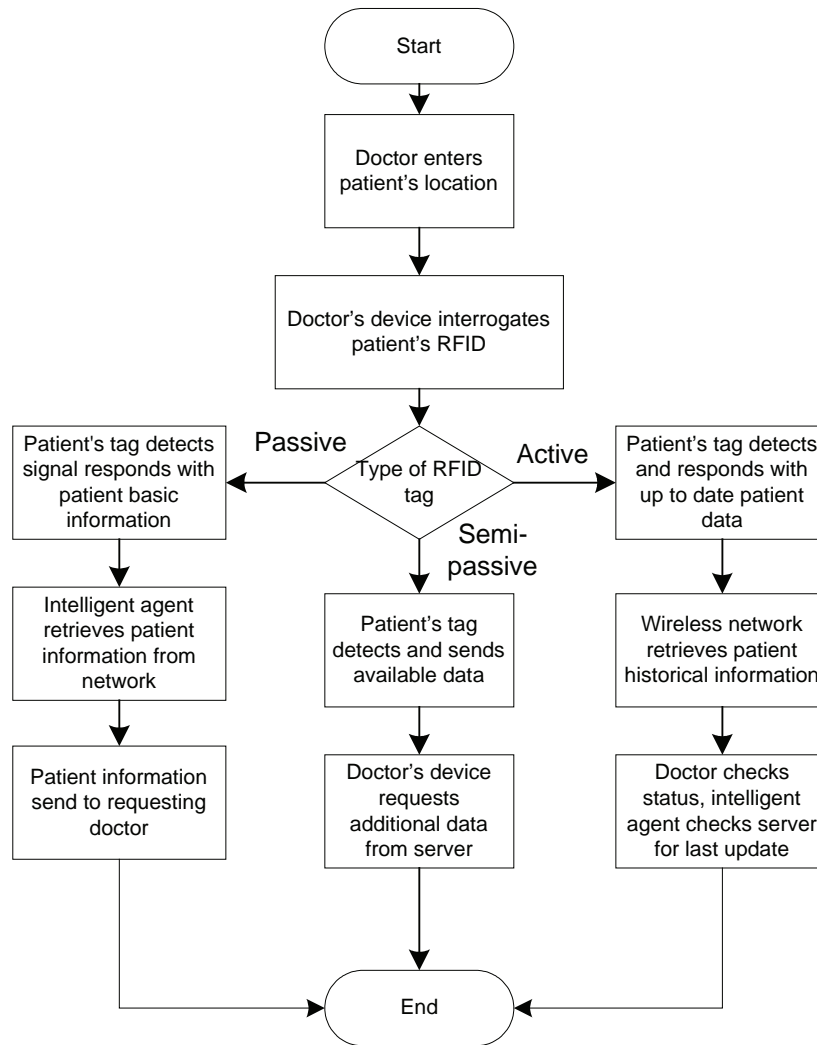 Start
Doctor enters
patient’s location
Doctor’s device interrogates
patient’s RFID
Type of RFID
tag
Passive
Active
Semi-
passive
Patient's tag detects
signal responds with
patient basic
information
Intelligent agent
retrieves patient
information from
network
Patient information
send to requesting
doctor
Patient’s tag
detects and sends
available data
Doctor’s device
requests
additional data
from server
Patient’s tag detects
and responds with
up to date patient
data
Wireless network
retrieves patient
historical information
Doctor checks
status, intelligent
agent checks server
for last update
End